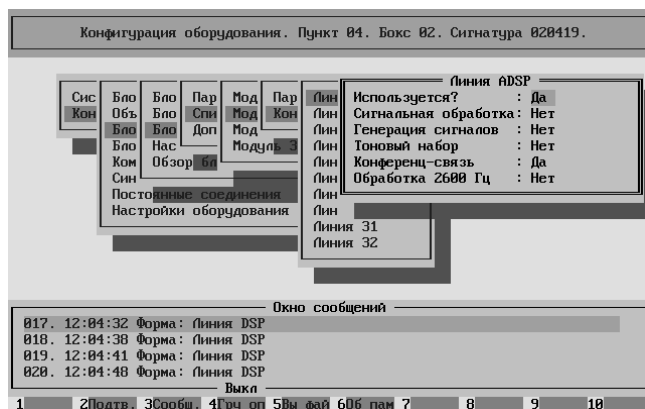 Конфигурация оборудования. Пункт 04. Бокс 02. Сигнатура 020419.
Линия ADSP
Сис Бло Бло Пар Мод Пар Лин Используется? : Да
Кон Объ Бло Спи Мод Кон Лин Сигнальная обработка: Нет
Бло Бло Доп Мод Лин Генерация сигналов : Нет
Бло Нас Модуль 3 Лин Тоновый набор : Нет
Ком Обзор бл Лин Конференц-связь : Да
Син Лин Обработка 2600 Гц : Нет
Постоянные соединения Лин
Настройки оборудования Лин
Линия 31
Линия 32
Окно сообщений
017. 12:04:32 Форма: Линия DSP
018. 12:04:38 Форма: Линия DSP
019. 12:04:41 Форма: Линия DSP
020. 12:04:48 Форма: Линия DSP
Выкл
1 2Подтв. 3Сообщ. 4Гру оп 5Вы фай 6Об пам 7 8 9 10